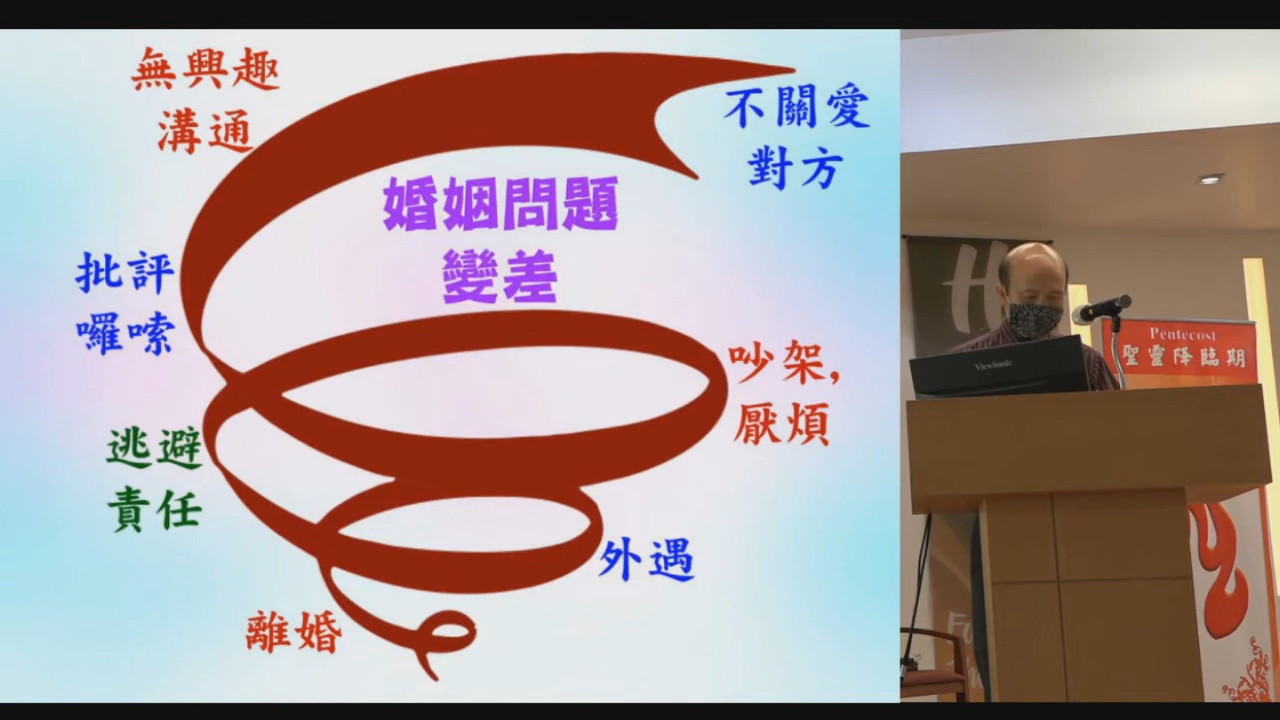 無興趣
溝通
不關愛
對方
婚姻問題
變差
批評
囉嗦
吵架,
厭煩
逃避
責任
外遇
離婚
ViewSonic
Pentecost
聖靈降臨期